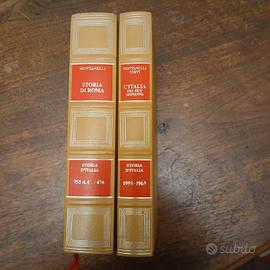 MONTANELLI
STORIA
DI ROMA
STORIA
D'ITALIA
753 A.C. / 476
MONTANELLI
CERVI
L'ITALIA
DEI DUE
GIOVANNI
STORIA
D'ITALIA
1955-1965
subito